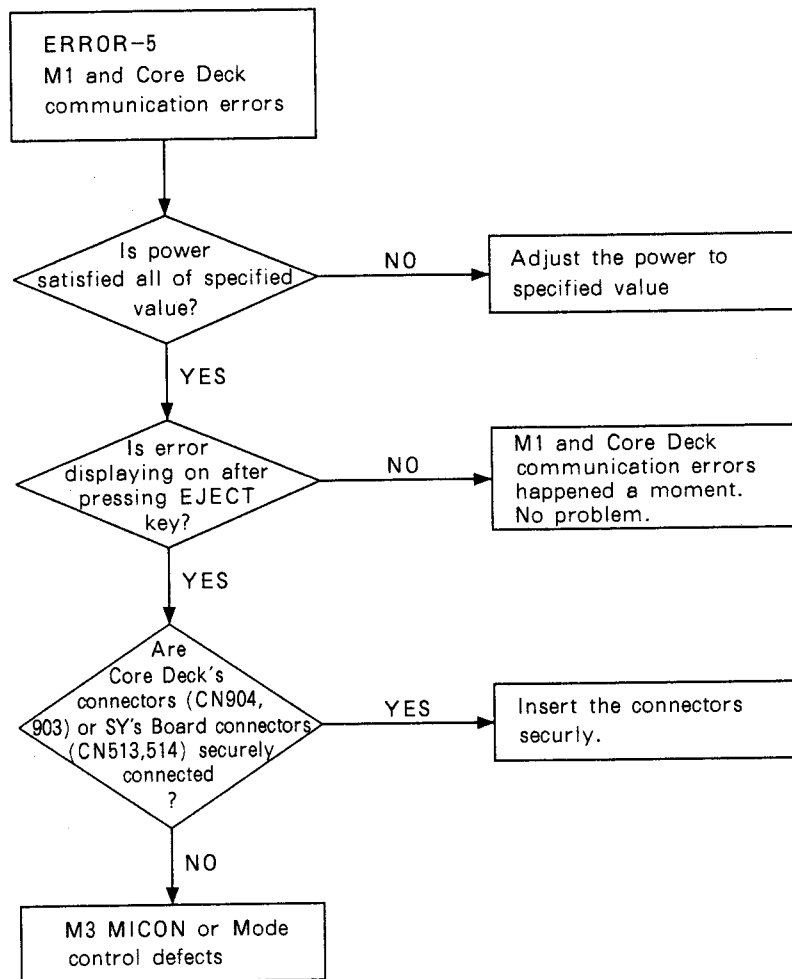 ERROR-5
M1 and Core Deck
communication errors
Is power
satisfied all of specified
value?
NO
Adjust the power to
specified value
YES
Is error
displaying on after
pressing EJECT
key?
NO
M1 and Core Deck
communication errors
happened a moment.
No problem.
YES
Are
Core Deck's
connectors (CN904,
903) or SY's Board connectors
(CN513,514) securely
connected
?
YES
Insert the connectors
securly.
NO
M3 MICON or Mode
control defects